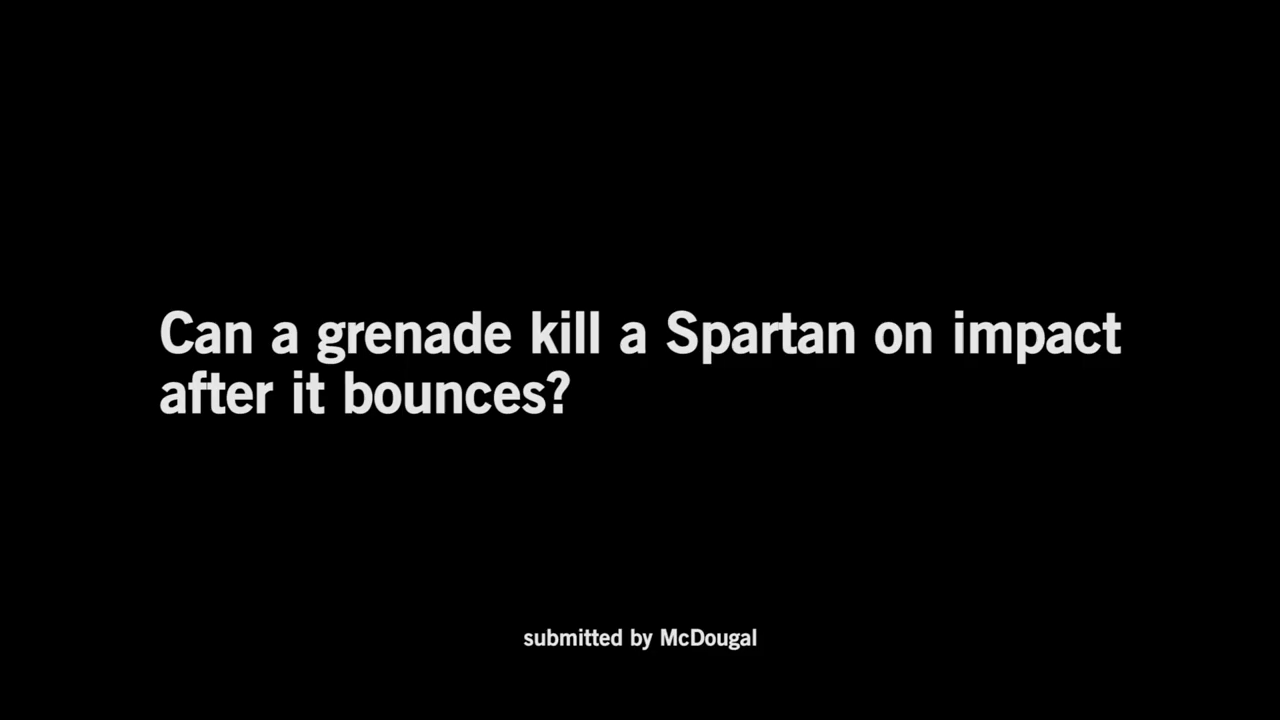 Can a grenade kill a Spartan on impact
after it bounces?
submitted by McDougal